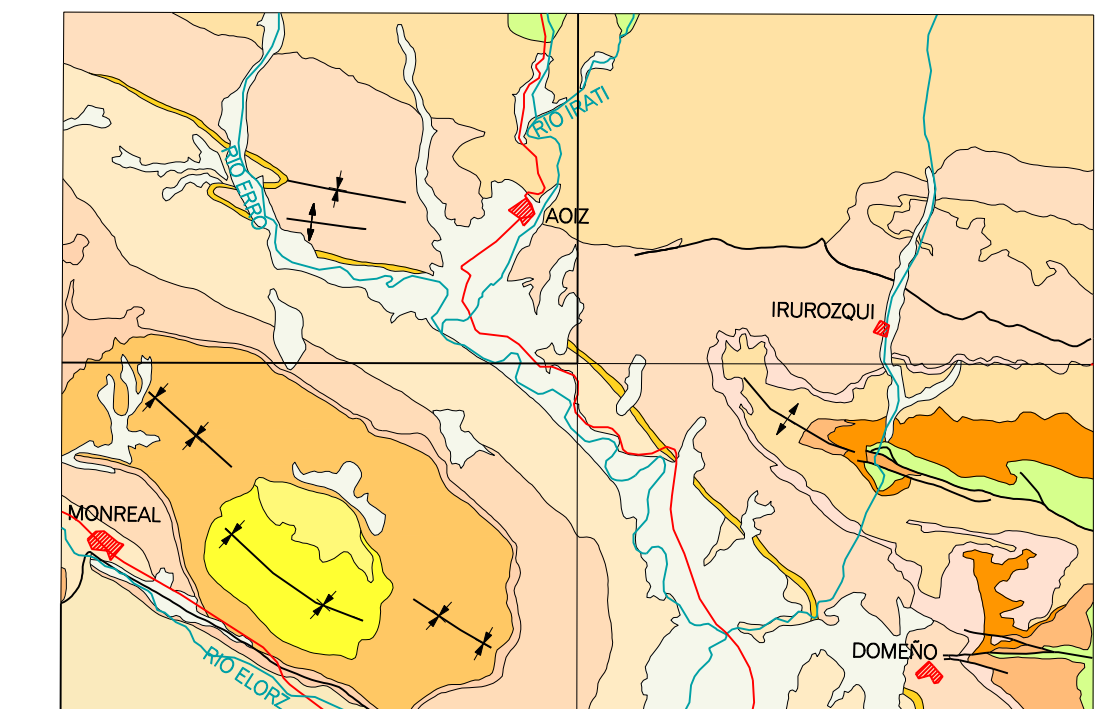 RIO IRATI
RIO ERRO
AOIZ
IRUROZQUI
MONREAL
DOMEÑO
RIO ELORZ